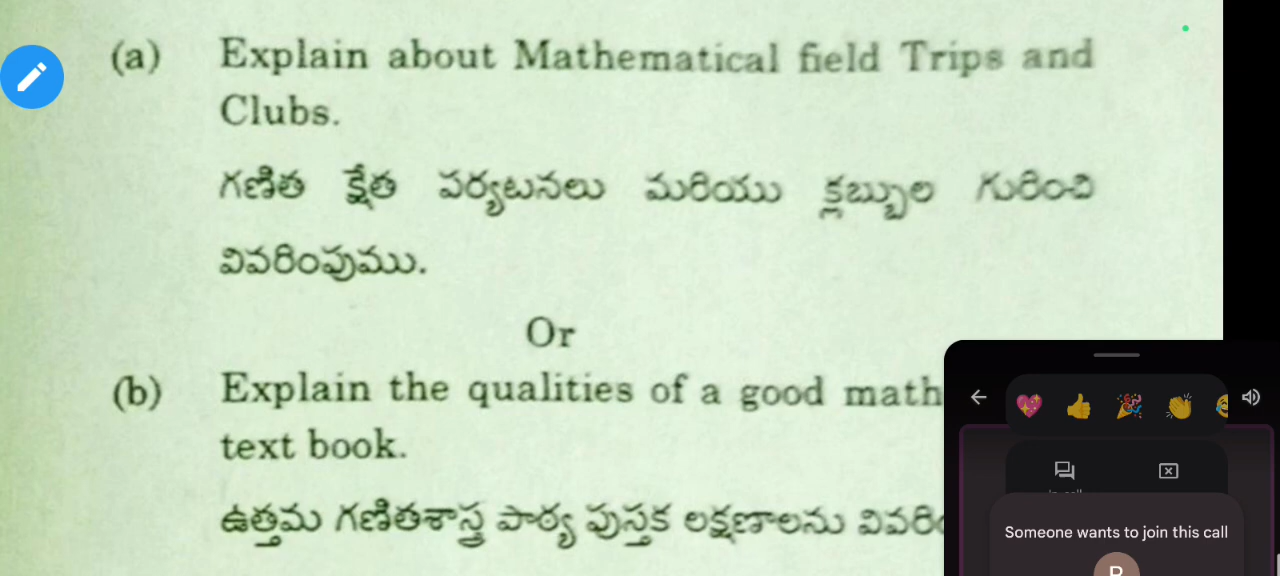 (a) Explain about Mathematical field Trips and
Clubs.
గణిత క్షేత పర్యటనలు మరియు క్లబ్బుల గురించి
వివరింపుము.
Or
(b) Explain the qualities of a good math
text book.
ఉత్తమ గణితశాస్త్ర పాఠ్య పుస్తక లక్షణాలను
Someone wants to join this call